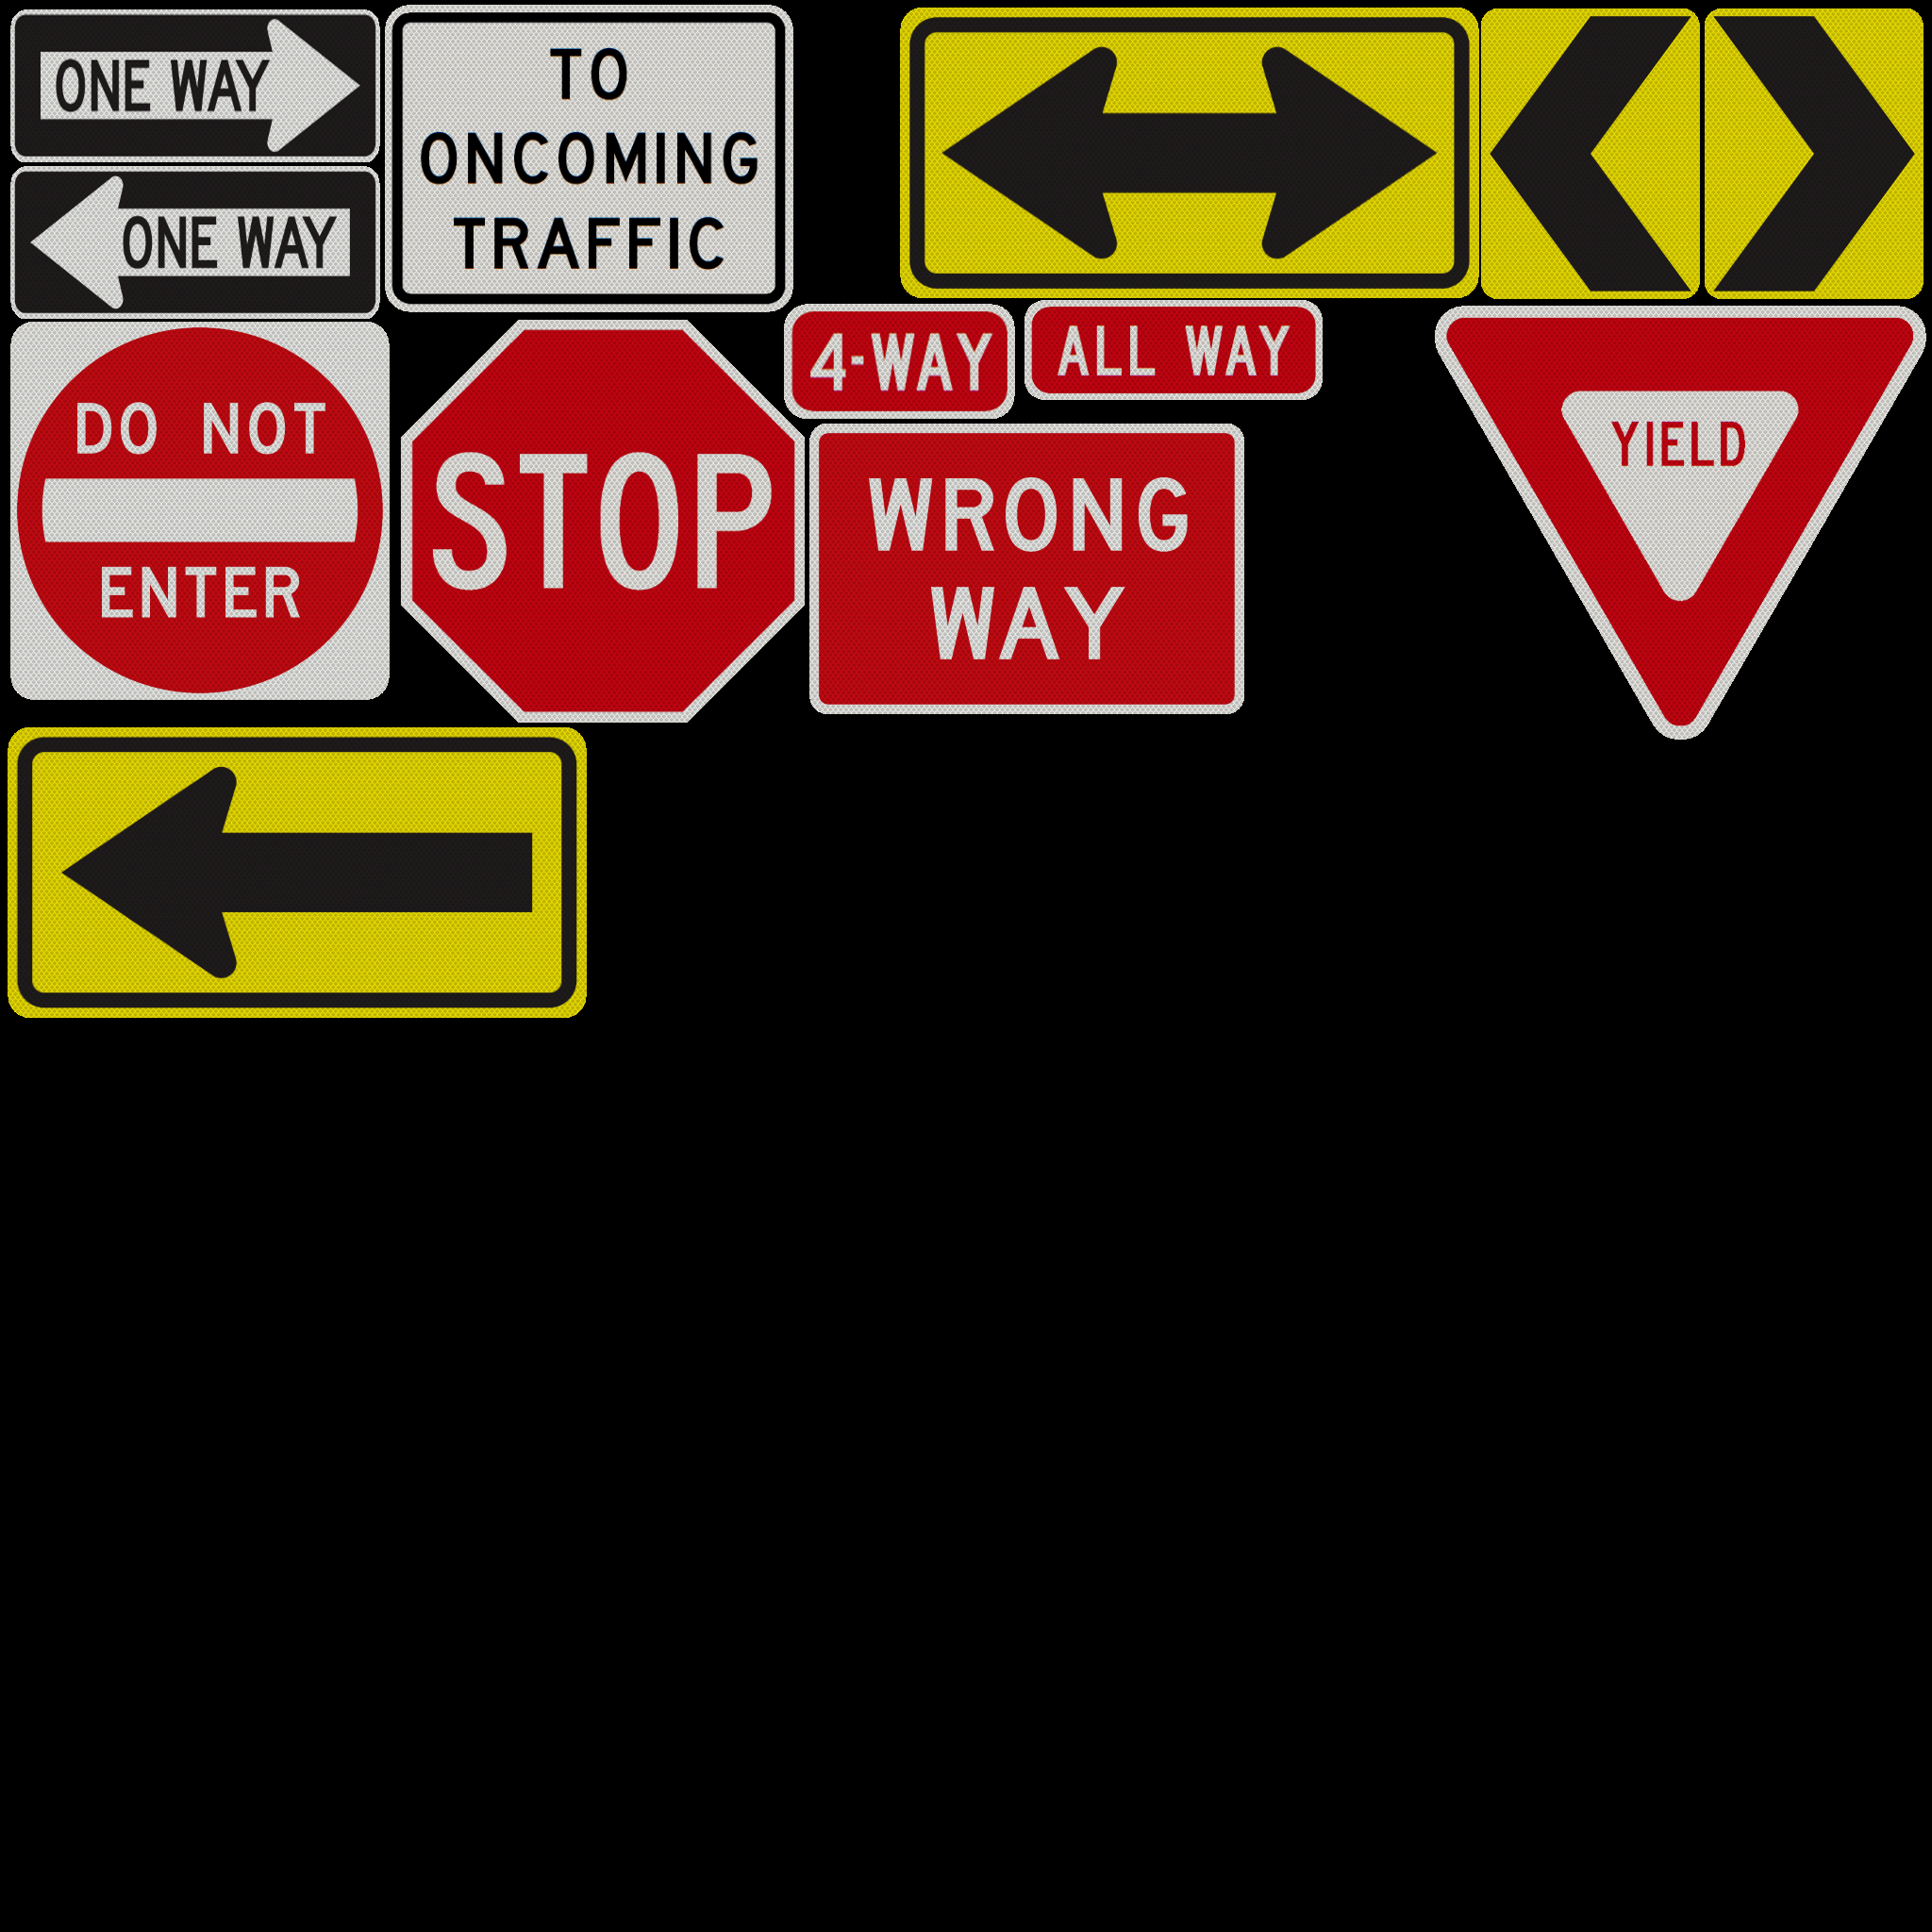 ONE WAY
ONE WAY
TO
ONCOMING
TRAFFIC
DO NOT
ENTER
STOP
4-WAY
ALL WAY
WRONG
WAY
YIELD